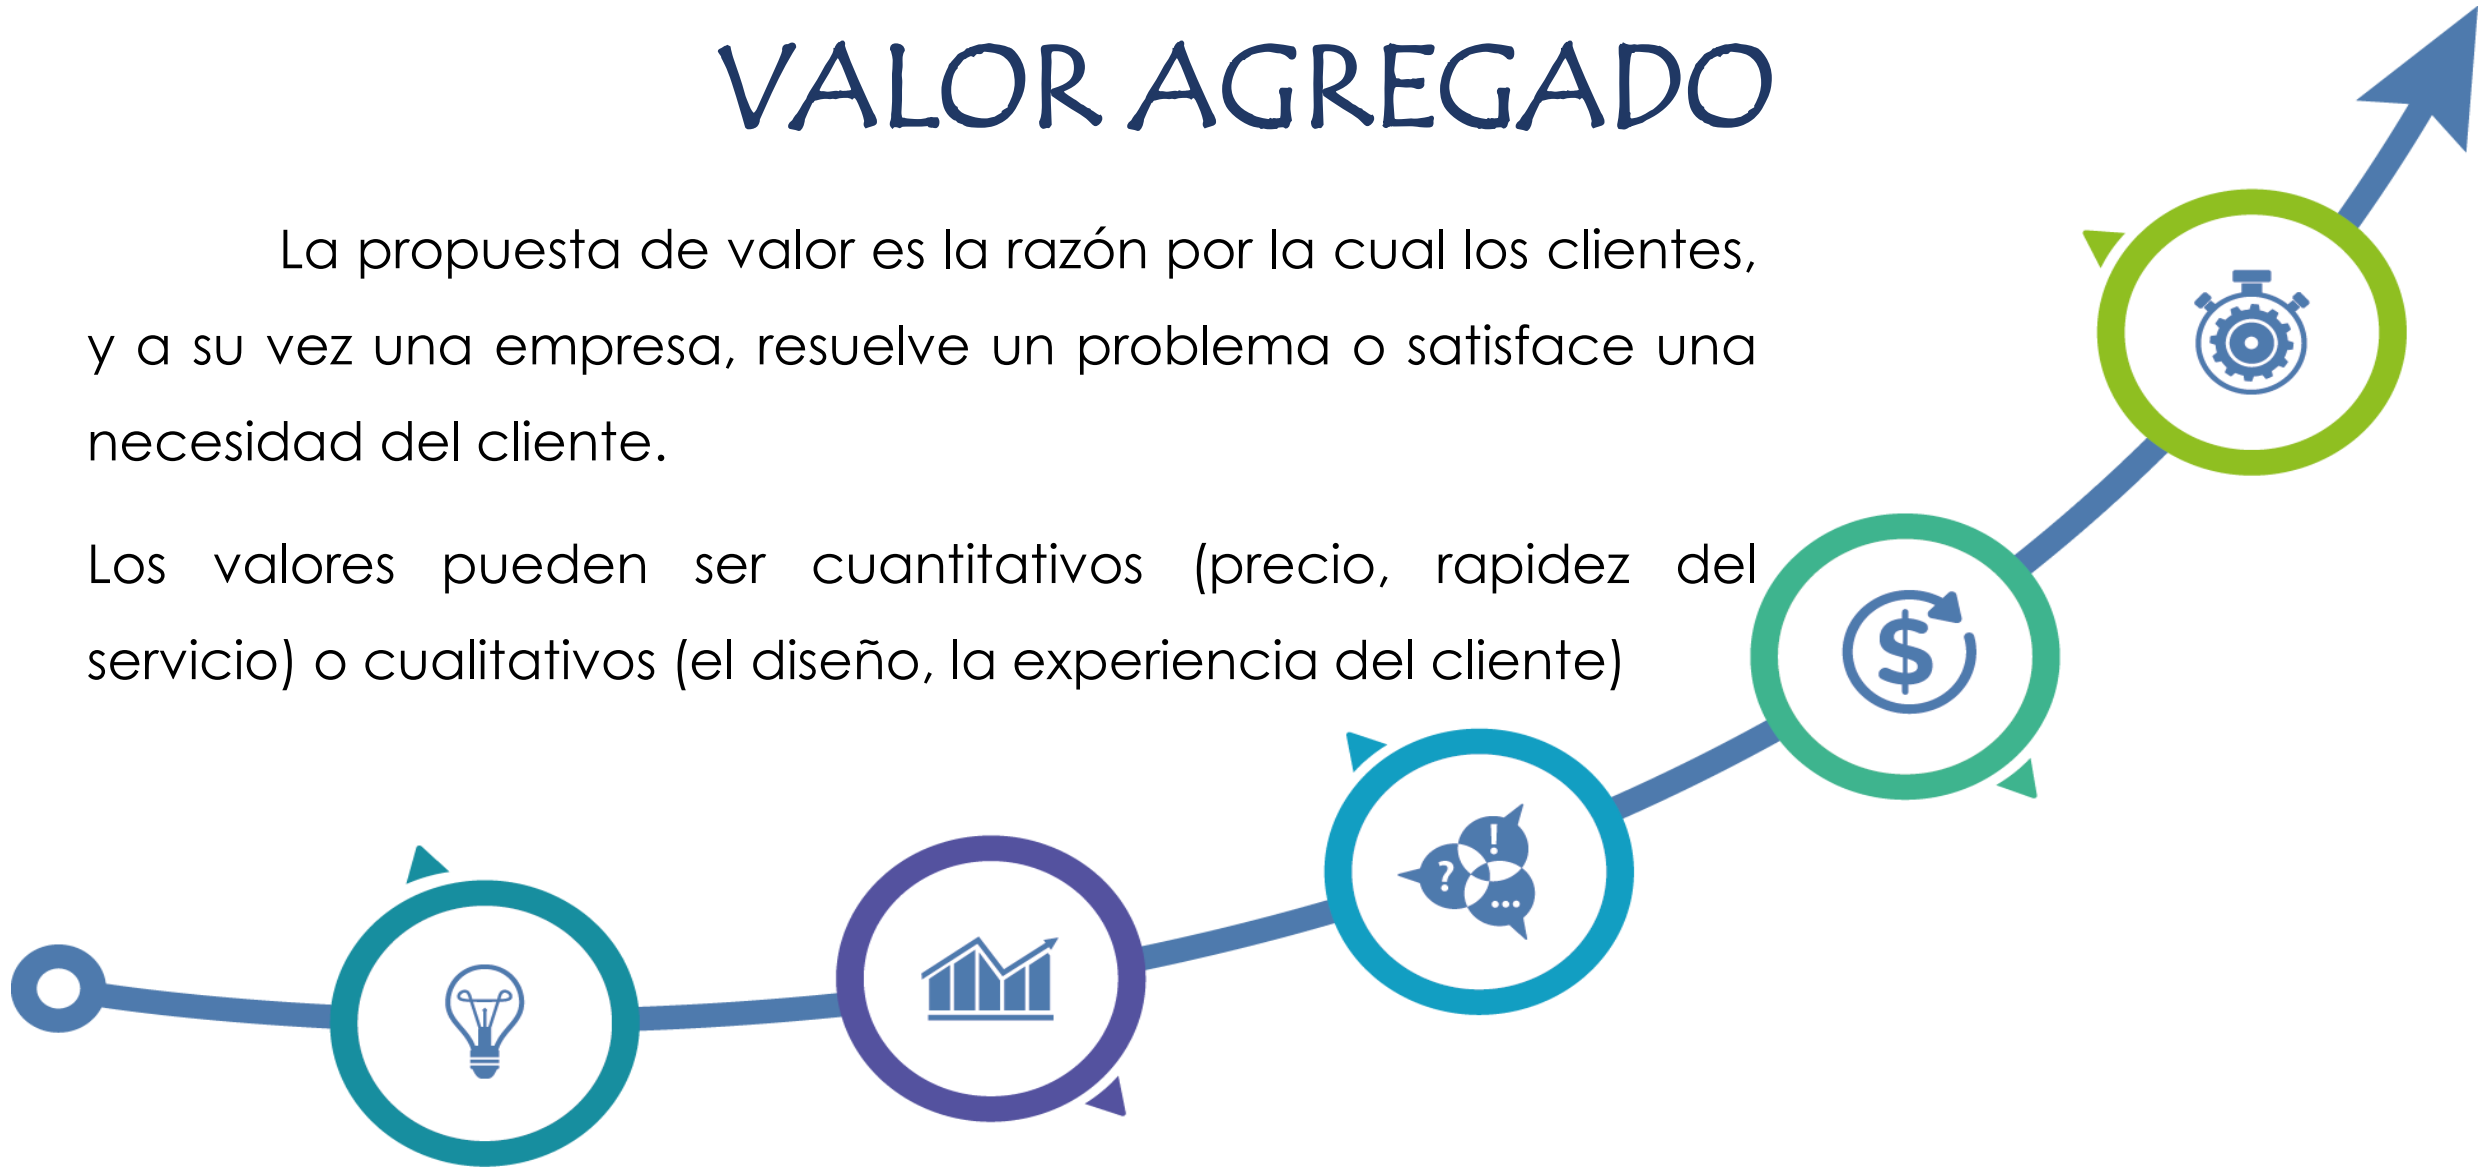 VALOR AGREGADO
La propuesta de valor es la razón por la cual los clientes,
y a su vez una empresa, resuelve un problema o satisface una
necesidad del cliente.
Los valores pueden ser cuantitativos (precio, rapidez del
servicio) o cualitativos (el diseño, la experiencia del cliente)
$
!
?
...